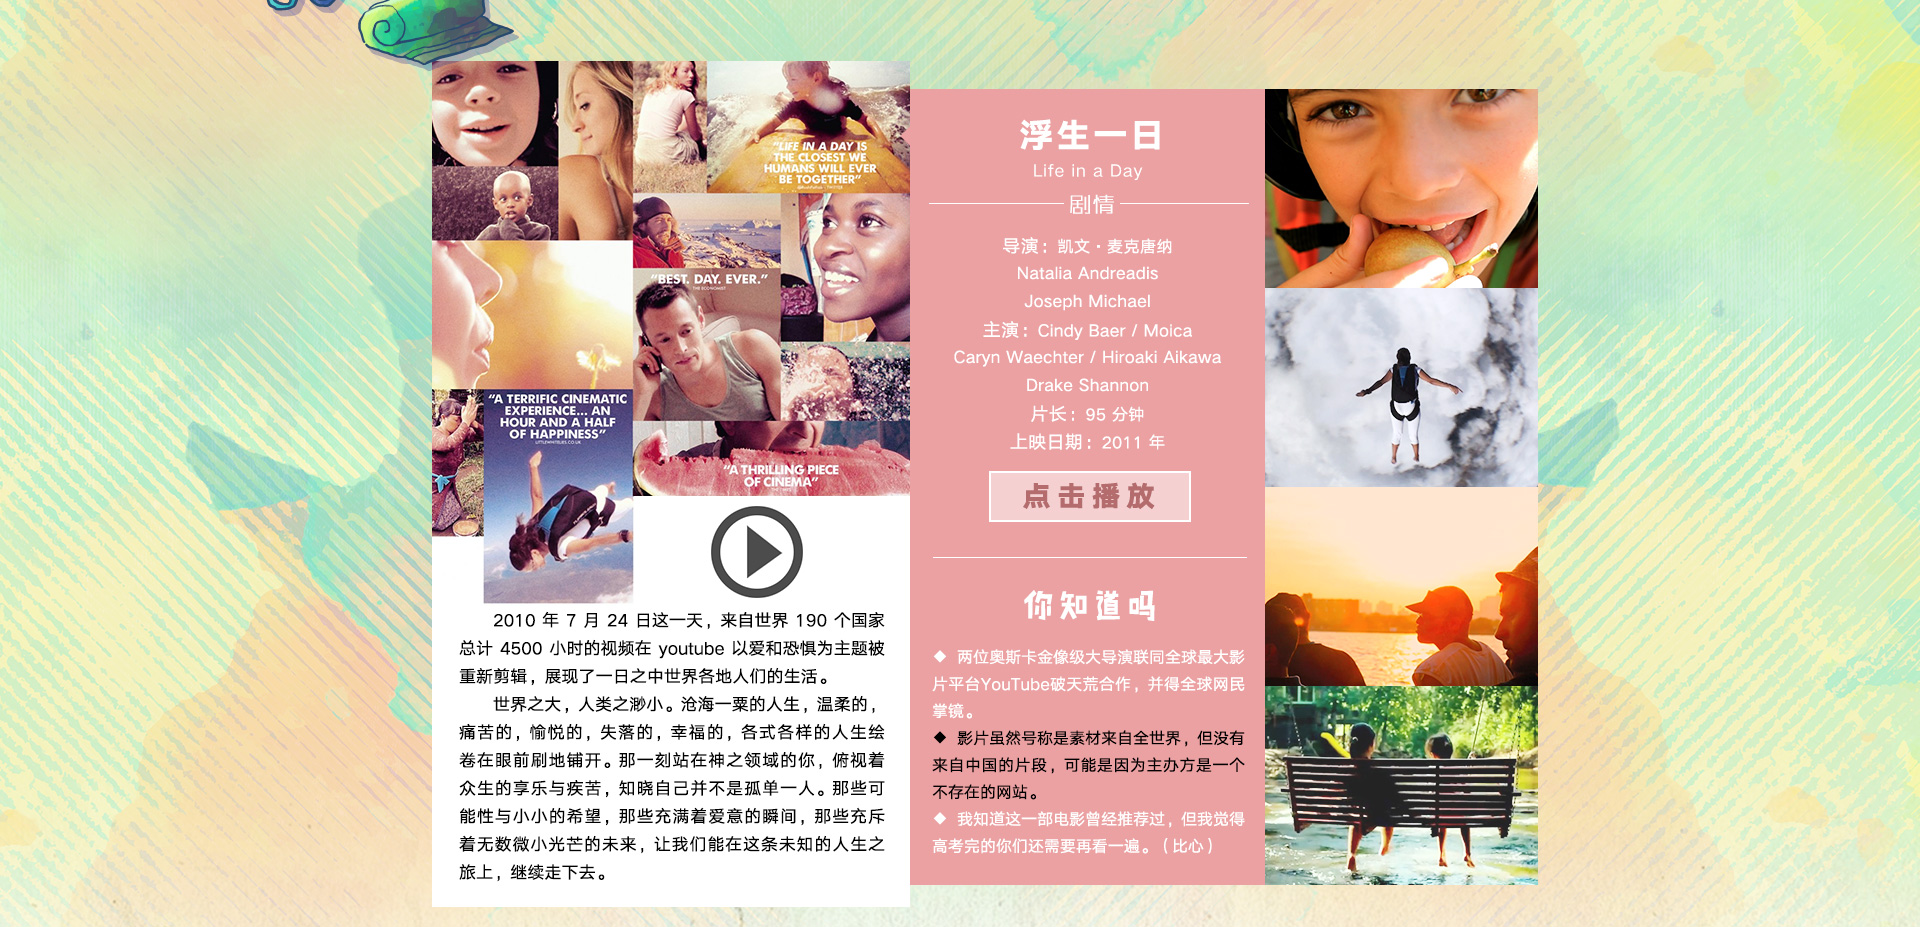 "LIFE IN A DAY IS
THE CLOSEST WE
HUMANS WILL EVER
BE TOGETHER"
"BEST. DAY. EVER."
THE ECONOMIST
"A TERRIFIC CINEMATIC
EXPERIENCE... AN
HOUR AND A HALF
OF HAPPINESS"
LITTLEWHITELIES.CO.UK
"A THRILLING PIECE
OF CINEMA"
2010 年 7 月 24 日这一天，来自世界 190 个国家
总计 4500 小时的视频在 youtube 以爱和恐惧为主题被
重新剪辑，展现了一日之中世界各地人们的生活。
世界之大，人类之渺小。沧海一粟的人生，温柔的，
痛苦的，愉悦的，失落的，幸福的，各式各样的人生绘
卷在眼前刷地铺开。那一刻站在神之领域的你，俯视着
众生的享乐与疾苦，知晓自己并不是孤单一人。那些可
能性与小小的希望，那些充满着爱意的瞬间，那些充斥
着无数微小光芒的未来，让我们能在这条未知的人生之
旅上，继续走下去。
浮生一日
Life in a Day
剧情
导演：凯文·麦克唐纳
Natalia Andreadis
Joseph Michael
主演：Cindy Baer / Moica
Caryn Waechter / Hiroaki Aikawa
Drake Shannon
片长：95 分钟
上映日期：2011 年
点击播放
你知道吗
◆ 两位奥斯卡金像级大导演联同全球最大影
片平台YouTube破天荒合作，并得全球网民
掌镜。
◆ 影片虽然号称是素材来自全世界，但没有
来自中国的片段，可能是因为主办方是一个
不存在的网站。
◆ 我知道这一部电影曾经推荐过，但我觉得
高考完的你们还需要再看一遍。（比心）